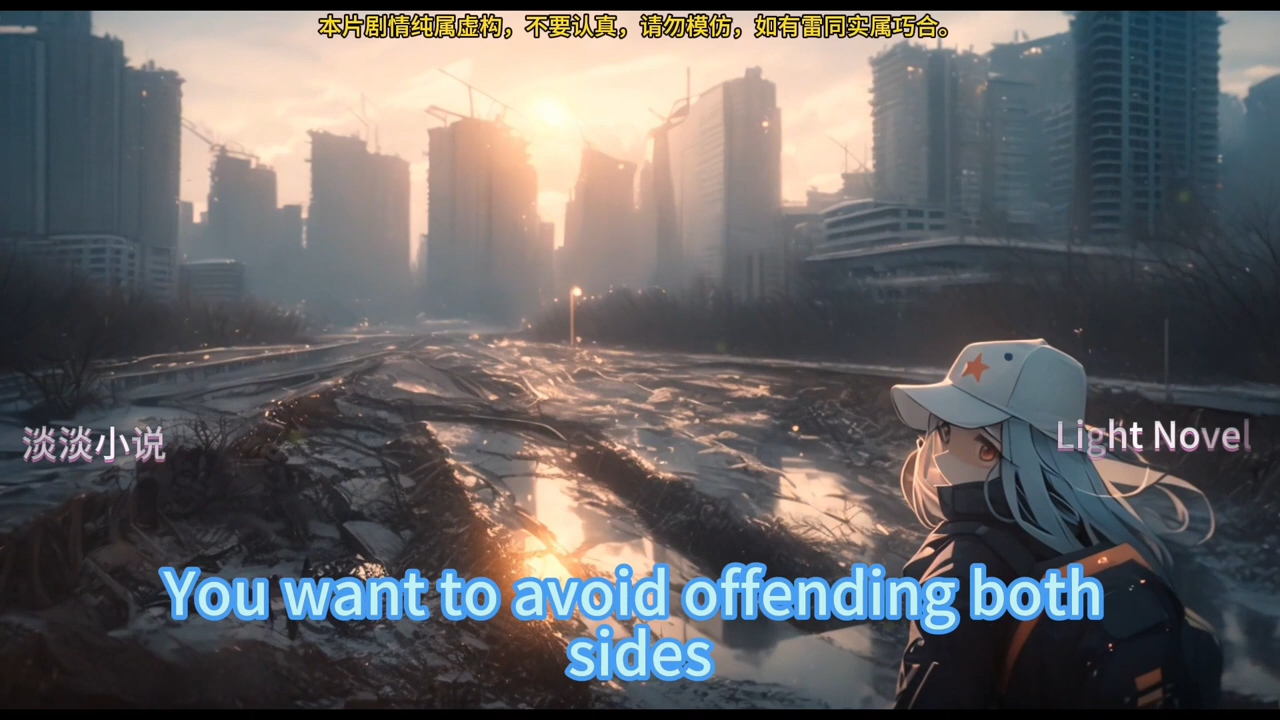 本片剧情纯属虚构，不要认真，请勿模仿，如有雷同实属巧合。
淡淡小说
Light Novel
You want to avoid offending both
sides